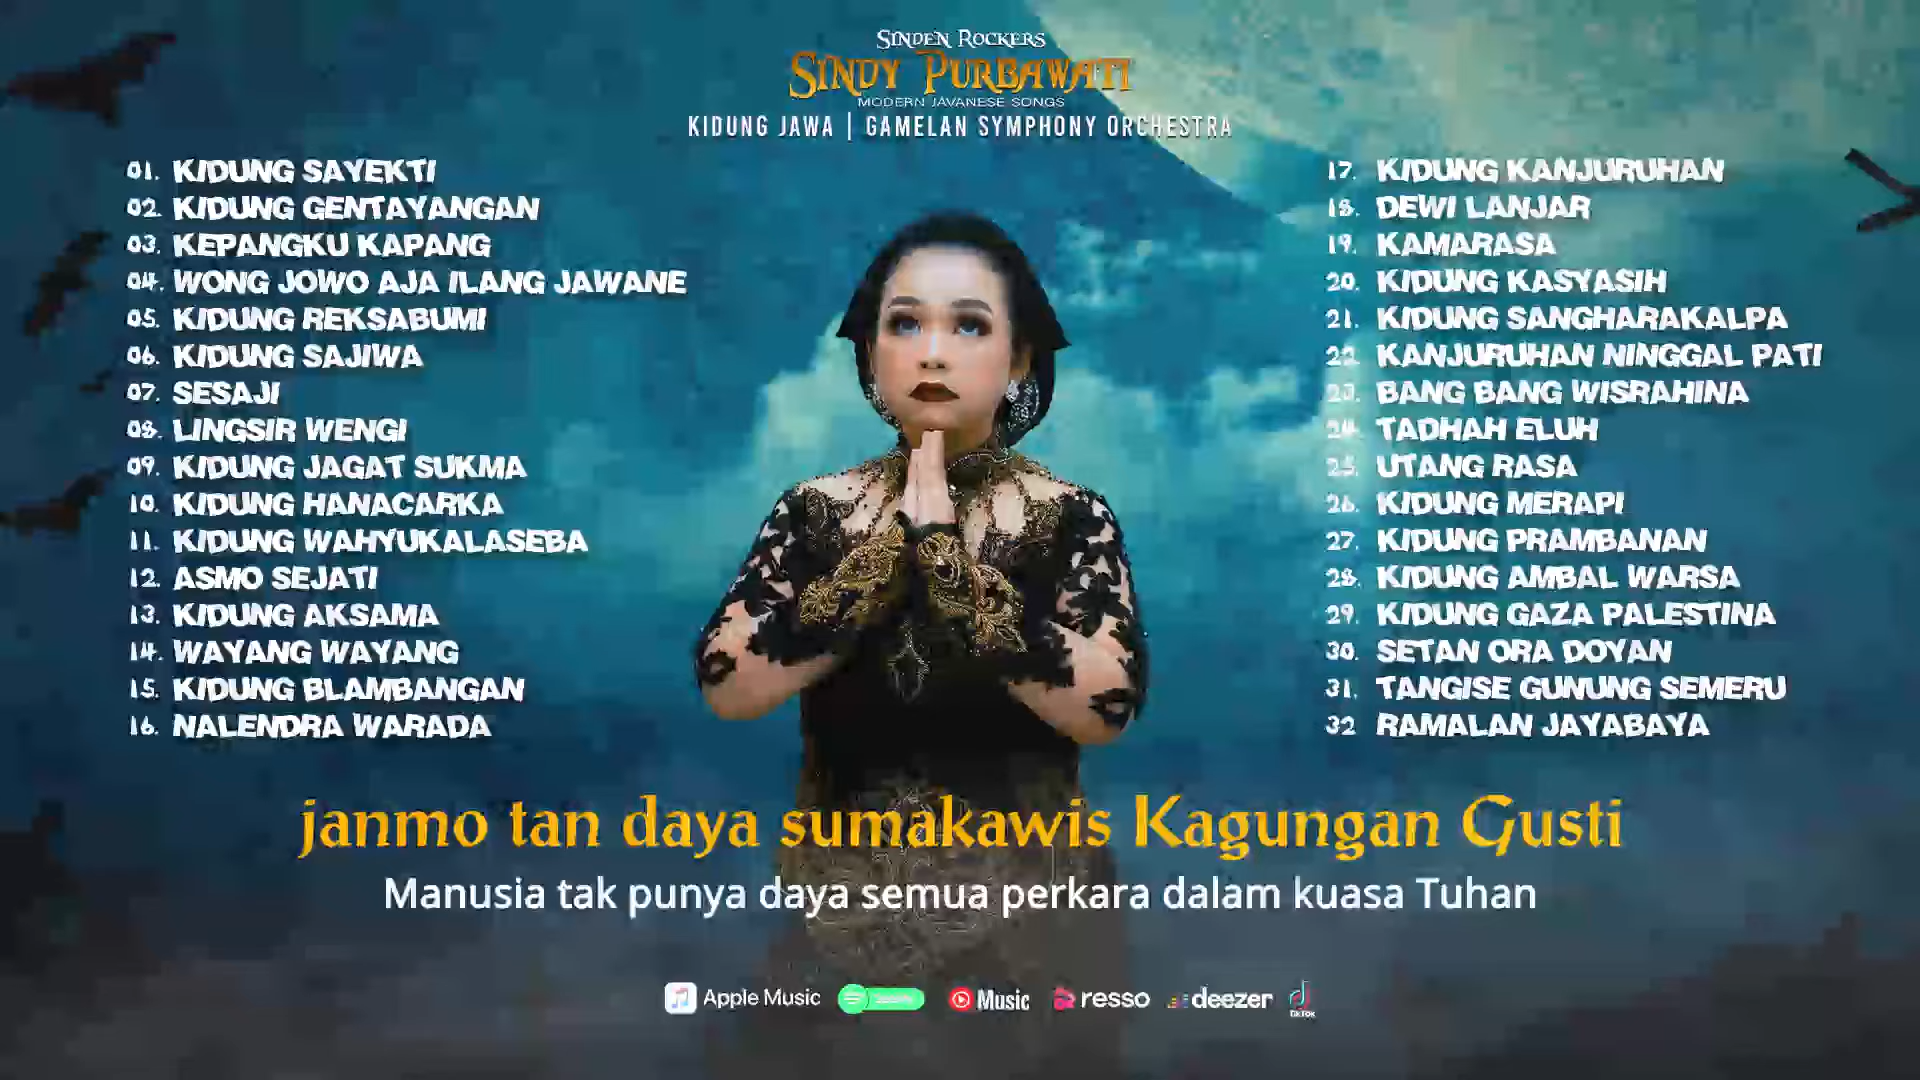 SINDEN ROCKERS
SINDY PURBAWATI
MODERN JAVANESE SONGS
KIDUNG JAWA | GAMELAN SYMPHONY ORCHESTRA
01. KIDUNG SAYEKTI
02. KIDUNG GENTAYANGAN
03. KEPANGKU KAPANG
04. WONG JOWO AJA ILANG JAWANE
05. KIDUNG REKSABUMI
06. KIDUNG SAJIWA
07. SESAJI
08. LINGSIR WENGI
09. KIDUNG JAGAT SUKMA
10. KIDUNG HANACARKA
11. KIDUNG WAHYUKALASEBA
12. ASMO SEJATI
13. KIDUNG AKSAMA
14. WAYANG WAYANG
15. KIDUNG BLAMBANGAN
16. NALENDRA WARADA
17. KIDUNG KANJURUHAN
18. DEWI LANJAR
19. KAMARASA
20. KIDUNG KASYASIH
21. KIDUNG SANGHARAKALPA
22. KANJURUHAN NINGGAL PATI
23. BANG BANG WISRAHINA
24. TADHAH ELUH
25. UTANG RASA
26. KIDUNG MERAPI
27. KIDUNG PRAMBANAN
28. KIDUNG AMBAL WARSA
29. KIDUNG GAZA PALESTINA
30. SETAN ORA DOYAN
31. TANGISE GUNUNG SEMERU
32 RAMALAN JAYABAYA
janmo tan daya sumakawis Kagungan Gusti
Manusia tak punya daya semua perkara dalam kuasa Tuhan
Apple Music Music resso deezer TikTok